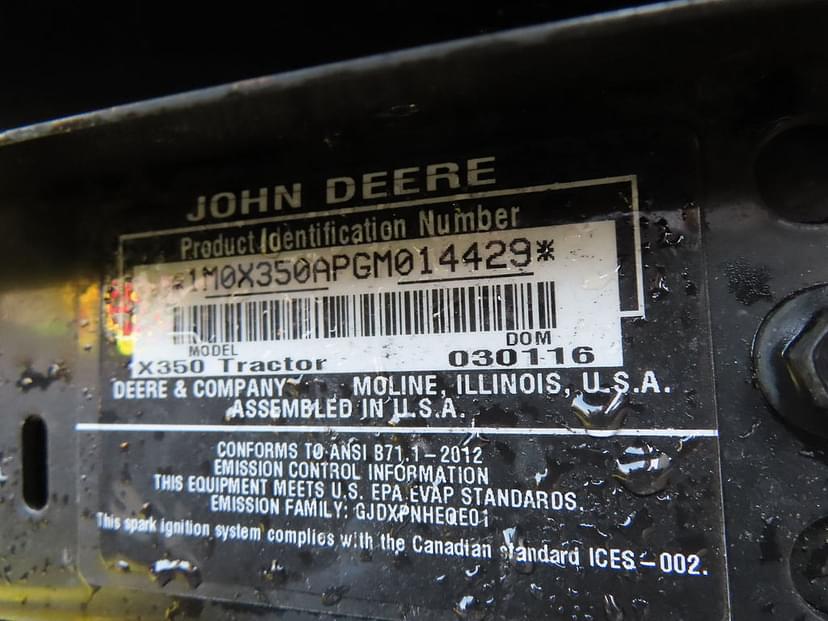 JOHN DEERE
Product Identification Number
*1M0X350APGM014429*
MODEL DOM
X350 Tractor 030116
DEERE & COMPANY MOLINE, ILLINOIS, U.S.A.
ASSEMBLED IN U.S.A.
CONFORMS TO ANSI B71.1-2012
EMISSION CONTROL INFORMATION
THIS EQUIPMENT MEETS U.S. EPA EVAP STANDARDS.
EMISSION FAMILY: GJDXPNHEQE01
This spark ignition system complies with the Canadian standard ICES-002.